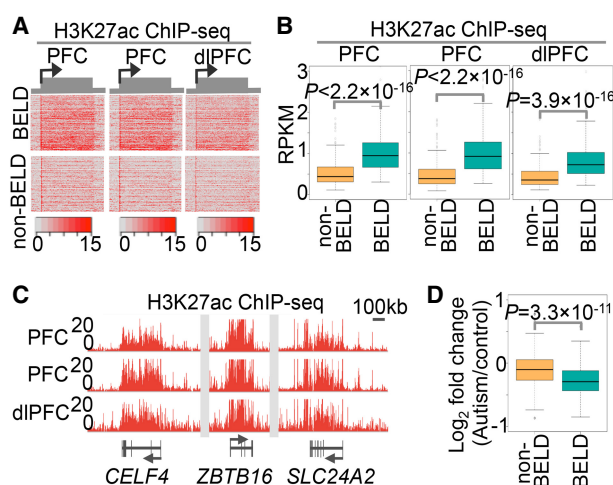 A
H3K27ac ChIP-seq
PFC PFC dlPFC
BELD
non-BELD
0 15 0 15 0 15
B
H3K27ac ChIP-seq
PFC PFC dlPFC
RPKM
3
2
1
0
P<2.2×10-16
P<2.2×10-16
P=3.9×10-16
non-BELD BELD non-BELD BELD non-BELD BELD
C
H3K27ac ChIP-seq
100kb
PFC 20
0
PFC 20
0
dlPFC 20
0
CELF4 ZBTB16 SLC24A2
D
Log2 fold change
(Autism/control)
1
0
-1
P=3.3×10-11
non-BELD BELD